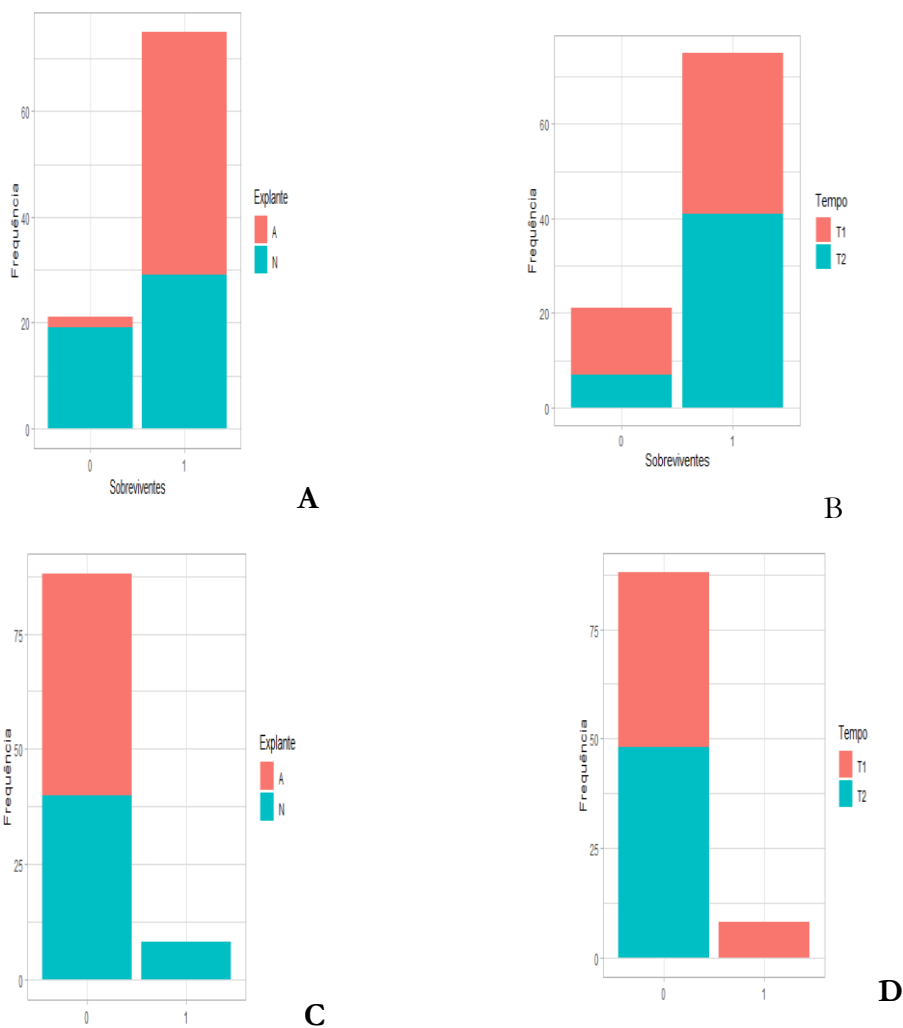 Frequência
60
40
20
0
0 1
Sobreviventes
Explante
A
N
A
Frequência
60
40
20
0
0 1
Sobreviventes
Tempo
T1
T2
B
Frequência
75
50
25
0
0 1
Explante
A
N
C
Frequência
75
50
25
0
0 1
Tempo
T1
T2
D